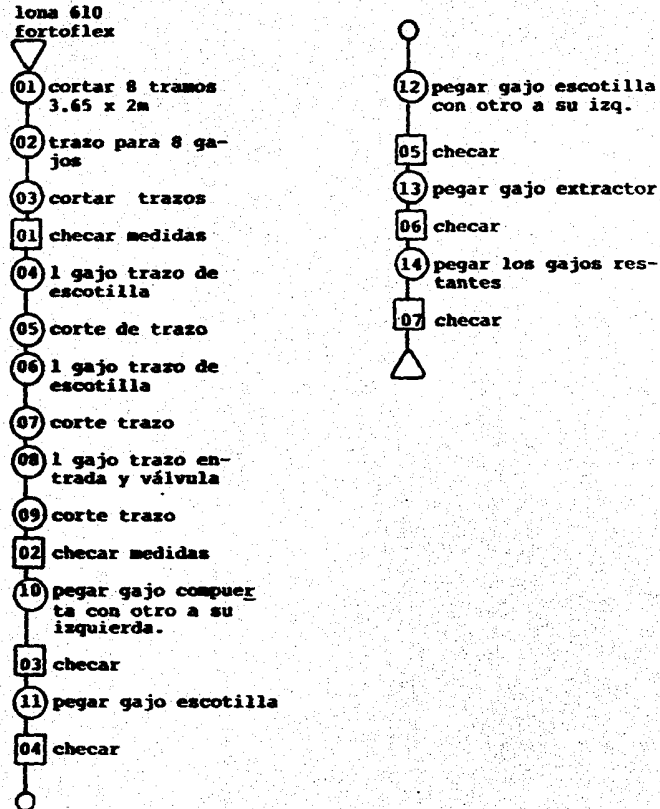 lona 610
fortoflex
01 cortar 8 tramos
3.65 x 2m
02 trazo para 8 ga-
jos
03 cortar trazos
01 checar medidas
04 1 gajo trazo de
escotilla
05 corte de trazo
06 1 gajo trazo de
escotilla
07 corte trazo
08 1 gajo trazo en-
trada y válvula
09 corte trazo
02 checar medidas
10 pegar gajo compuer
ta con otro a su
izquierda.
03 checar
11 pegar gajo escotilla
04 checar
12 pegar gajo escotilla
con otro a su izq.
05 checar
13 pegar gajo extractor
06 checar
14 pegar los gajos res-
tantes
07 checar